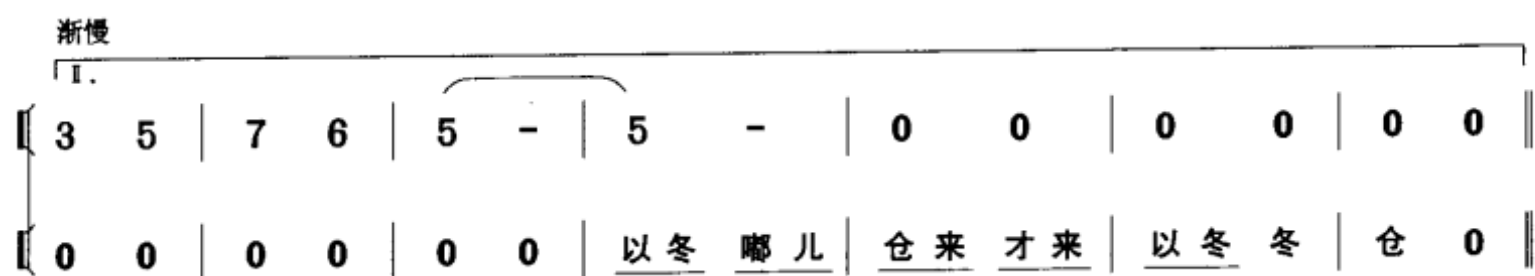 渐慢
Ⅱ.
3 5 | 7 6 | 5 - | 5 - | 0 0 | 0 0 | 0 0 ‖
0 0 | 0 0 | 0 0 | 以冬 嘟儿 | 仓来 才来 | 以冬 冬 | 仓 0 ‖